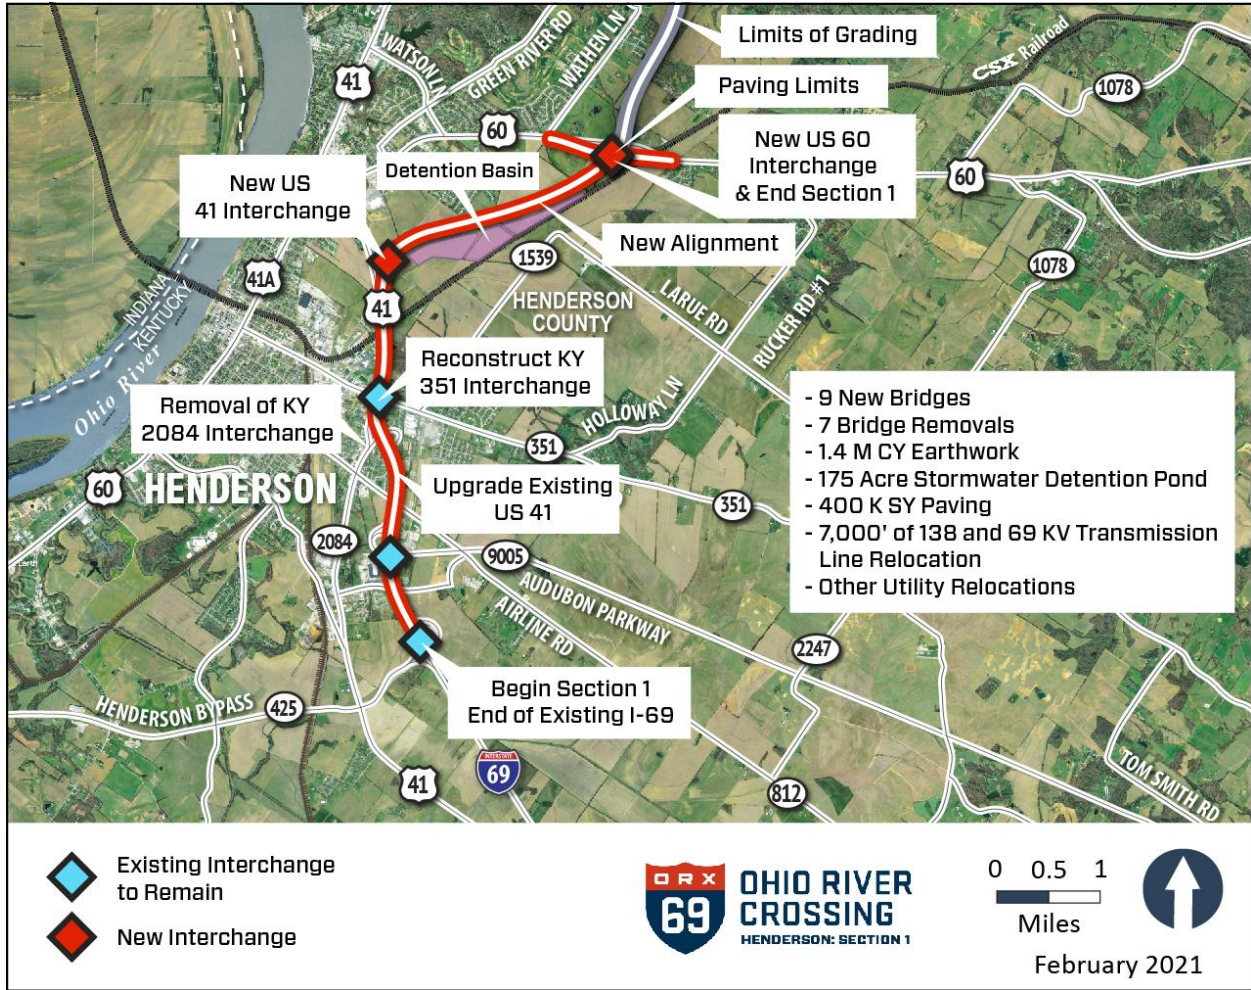 Limits of Grading
CSX Railroad
WATSON LN
GREEN RIVER RD
WATHEN LN
41
1078
Paving Limits
60
New US 60
Interchange
& End Section 1
Detention Basin
New US
41 Interchange
60
New Alignment
1539
1078
41A
INDIANA
KENTUCKY
41
HENDERSON
COUNTY
LARUE RD
RUCKER RD #1
Reconstruct KY
351 Interchange
Ohio River
Removal of KY
2084 Interchange
HOLLOWAY LN
351
- 9 New Bridges
- 7 Bridge Removals
- 1.4 M CY Earthwork
- 175 Acre Stormwater Detention Pond
- 400 K SY Paving
- 7,000' of 138 and 69 KV Transmission
Line Relocation
- Other Utility Relocations
60
HENDERSON
Upgrade Existing
US 41
351
2084
9005
AUDUBON PARKWAY
AIRLINE RD
2247
Begin Section 1
End of Existing I-69
HENDERSON BYPASS
425
41
INTERSTATE
69
812
TOM SMITH RD
Existing Interchange
to Remain
New Interchange
ORX
69
OHIO RIVER
CROSSING
HENDERSON: SECTION 1
0 0.5 1
Miles
February 2021